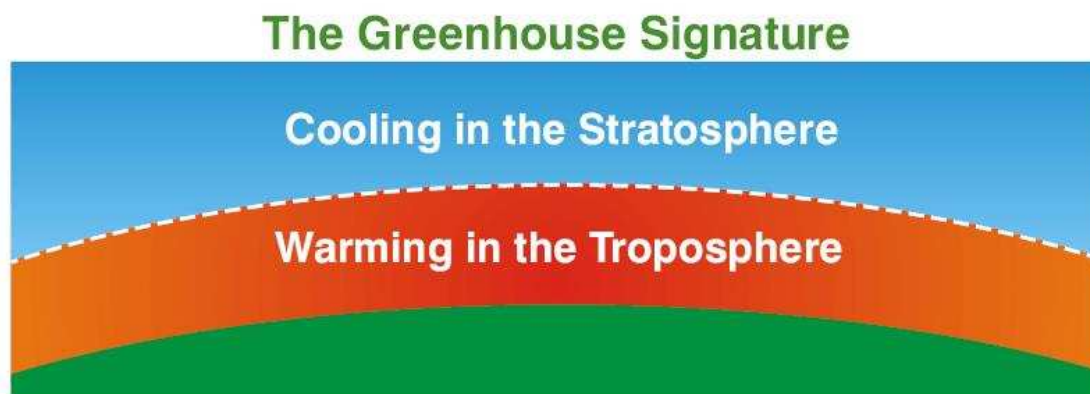 The Greenhouse Signature
Cooling in the Stratosphere
Warming in the Troposphere